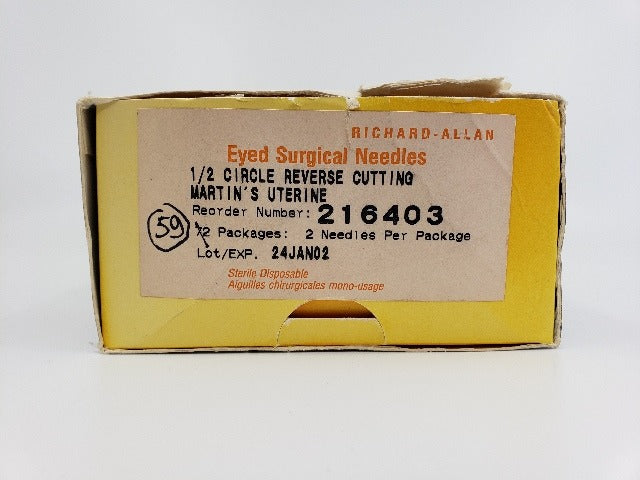 RICHARD-ALLAN
Eyed Surgical Needles
1/2 CIRCLE REVERSE CUTTING
MARTIN'S UTERINE
Reorder Number: 216403
59 72 Packages: 2 Needles Per Package
Lot/EXP. 24JAN02
Sterile Disposable
Aiguilles chirurgicales mono-usage